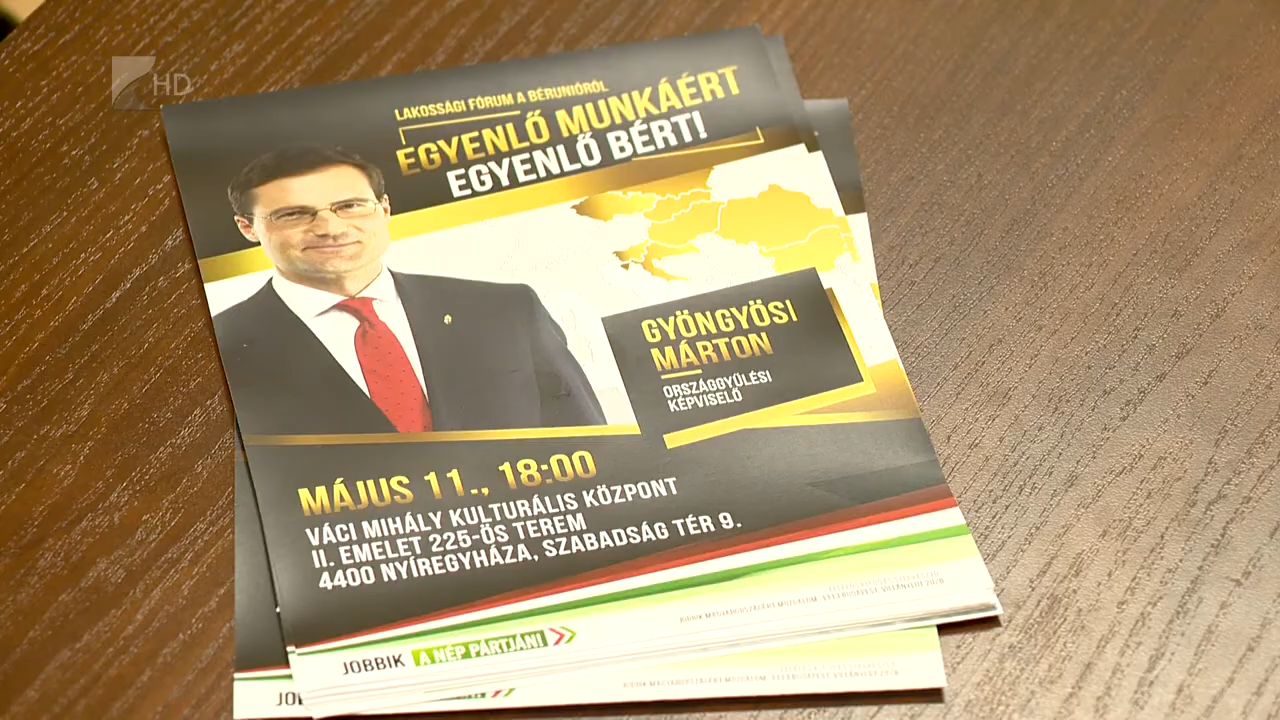 HD
LAKOSSÁGI FÓRUM A BÉRUNIÓRÓL
EGYENLŐ MUNKÁÉRT
EGYENLŐ BÉRT!
GYÖNGYÖSI
MÁRTON
ORSZÁGGYŰLÉSI
KÉPVISELŐ
MÁJUS 11., 18:00
VÁCI MIHÁLY KULTURÁLIS KÖZPONT
II. EMELET 225-ÖS TEREM
4400 NYÍREGYHÁZA, SZABADSÁG TÉR 9.
JOBBIK A NÉP PÁRTJÁN!